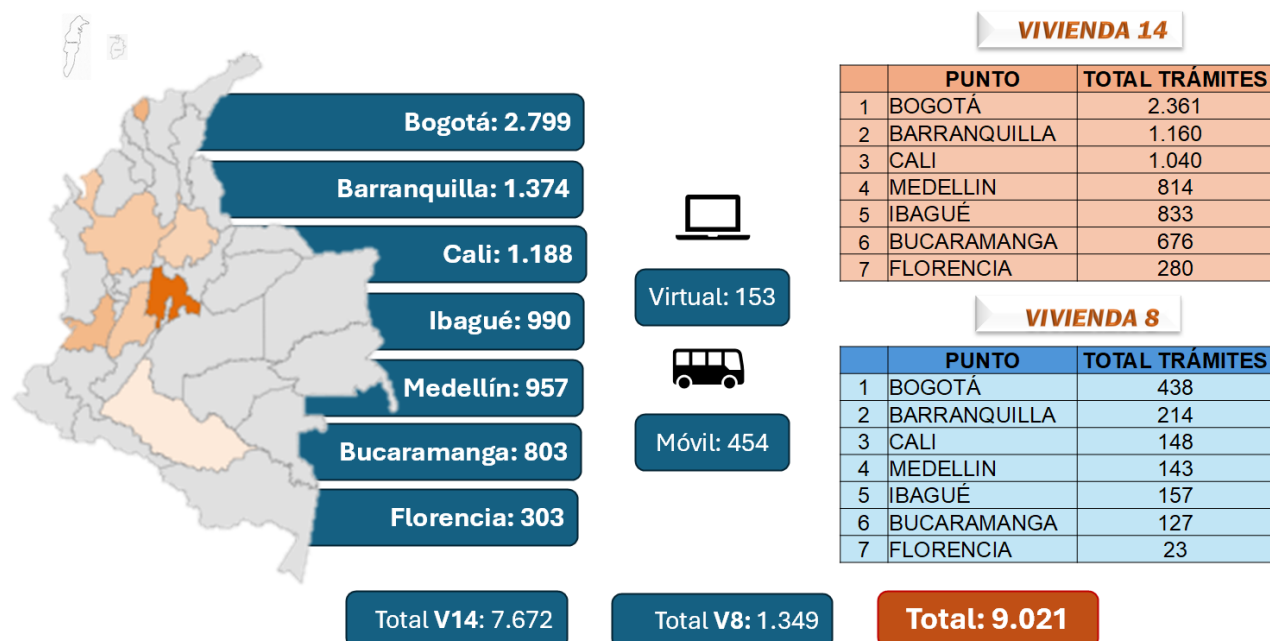 Bogotá: 2.799
Barranquilla: 1.374
Cali: 1.188
Ibagué: 990
Medellín: 957
Bucaramanga: 803
Florencia: 303
Virtual: 153
Móvil: 454
VIVIENDA 14
PUNTO TOTAL TRÁMITES
1 BOGOTÁ 2.361
2 BARRANQUILLA 1.160
3 CALI 1.040
4 MEDELLIN 814
5 IBAGUÉ 833
6 BUCARAMANGA 676
7 FLORENCIA 280
VIVIENDA 8
PUNTO TOTAL TRÁMITES
1 BOGOTÁ 438
2 BARRANQUILLA 214
3 CALI 148
4 MEDELLIN 143
5 IBAGUÉ 157
6 BUCARAMANGA 127
7 FLORENCIA 23
Total V14: 7.672
Total V8: 1.349
Total: 9.021